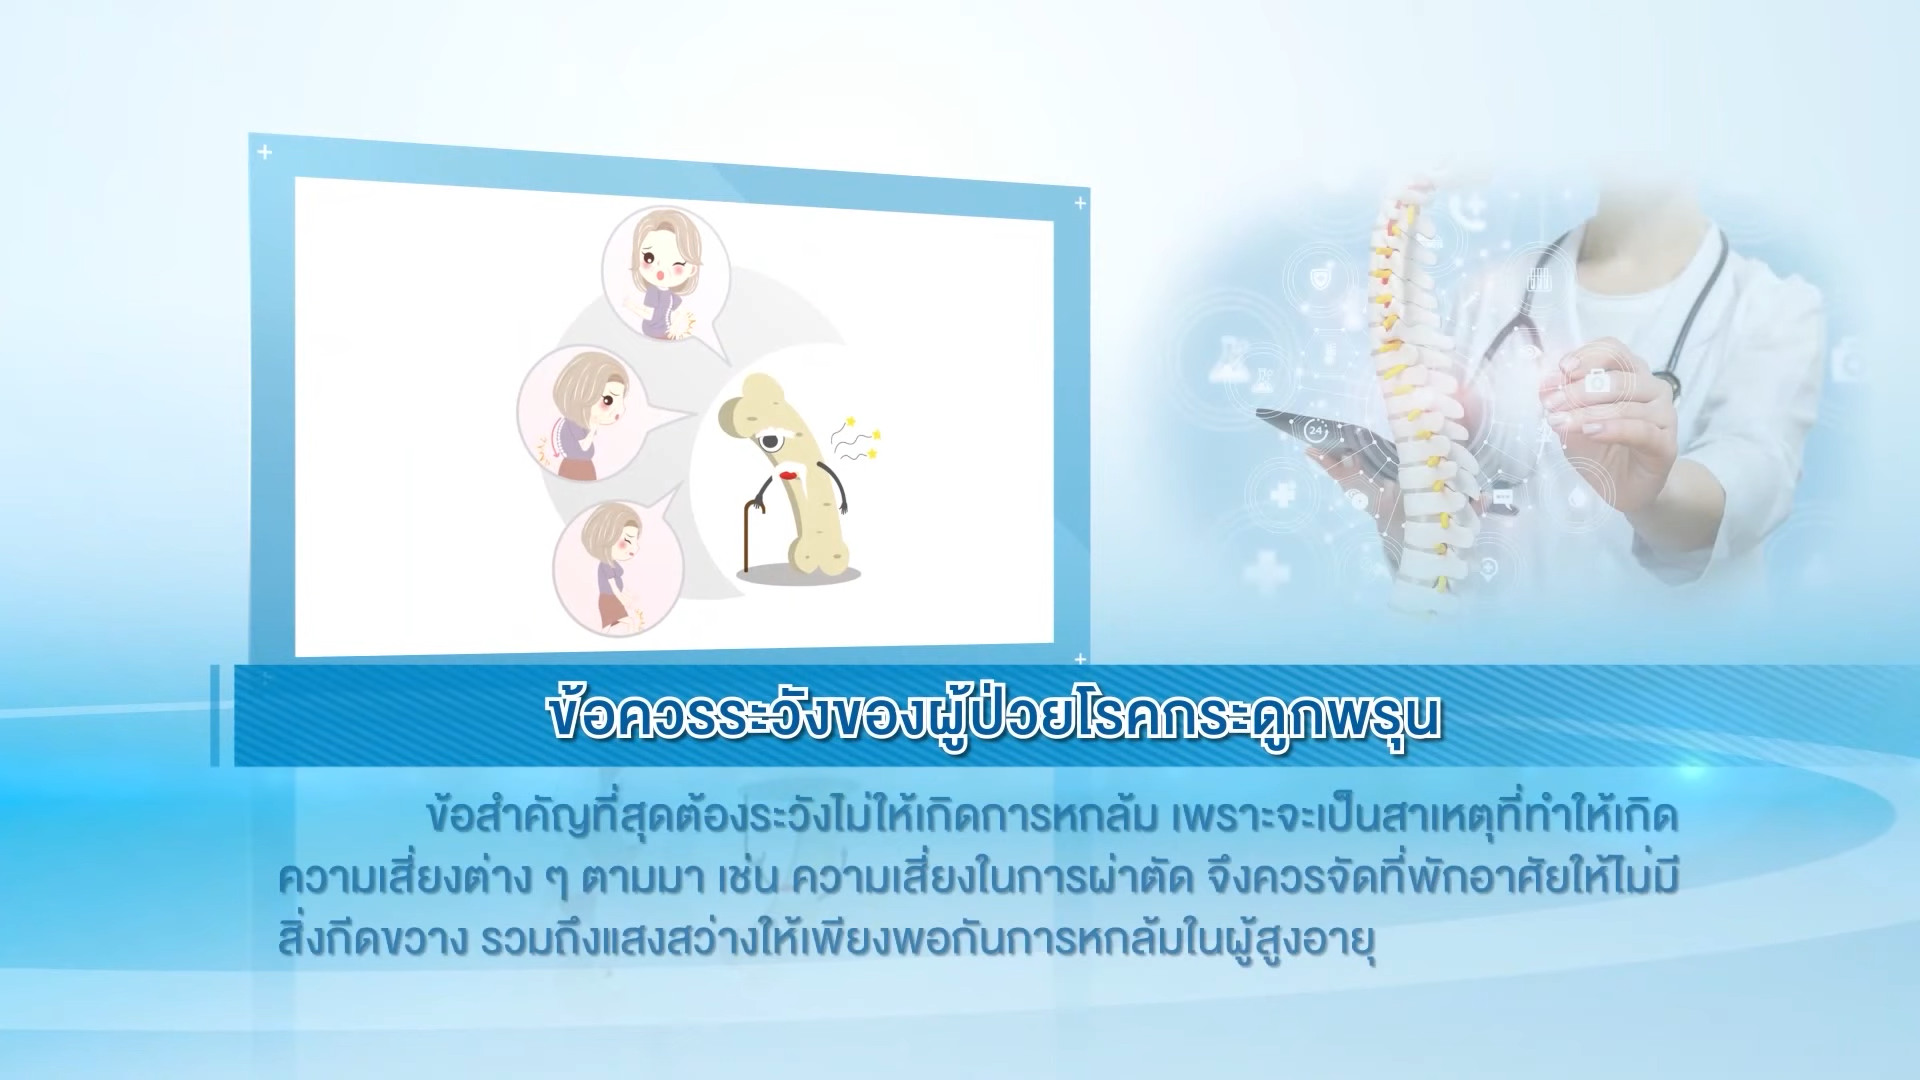 24
ข้อควรระวังของผู้ป่วยโรคกระดูกพรุน
ข้อสำคัญที่สุดต้องระวังไม่ให้เกิดการหกล้ม เพราะจะเป็นสาเหตุที่ทำให้เกิด
ความเสี่ยงต่าง ๆ ตามมา เช่น ความเสี่ยงในการผ่าตัด จึงควรจัดที่พักอาศัยให้ไม่มี
สิ่งกีดขวาง รวมถึงแสงสว่างให้เพียงพอกันการหกล้มในผู้สูงอายุ